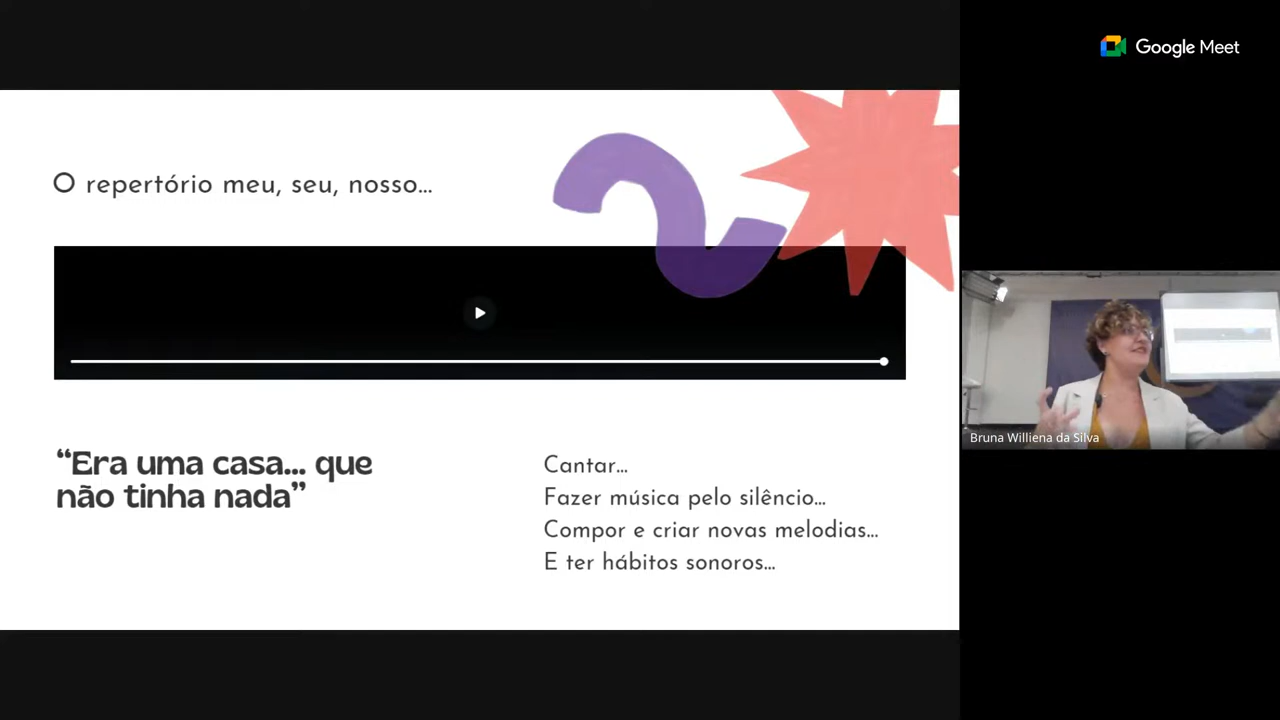 Google Meet
O repertório meu, seu, nosso...
“Era uma casa... que
não tinha nada”
Cantar...
Fazer música pelo silêncio...
Compor e criar novas melodias...
E ter hábitos sonoros...
Bruna Williena da Silva